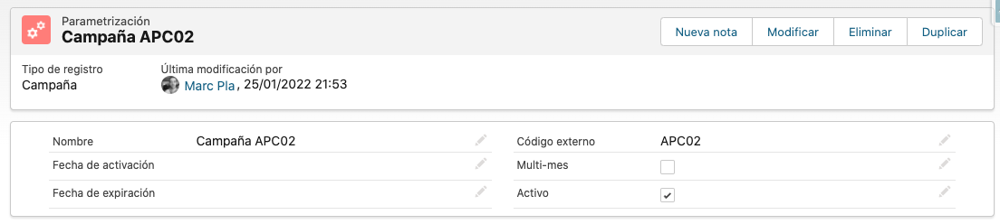 Parametrización
Campaña APC02
Nueva nota Modificar Eliminar Duplicar
Tipo de registro Última modificación por
Campaña Marc Pla, 25/01/2022 21:53
Nombre Campaña APC02 Código externo APC02
Fecha de activación Multi-mes
Fecha de expiración Activo